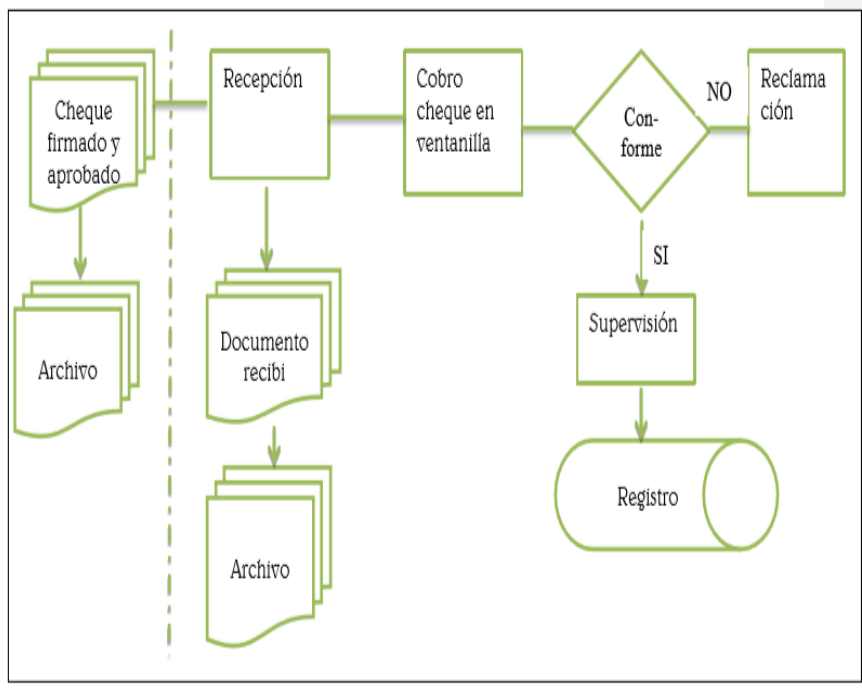 Cheque
firmado y
aprobado
Archivo
Recepción
Documento
recibi
Archivo
Cobro
cheque en
ventanilla
Con-
forme
NO
Reclama
ción
SI
Supervisión
Registro